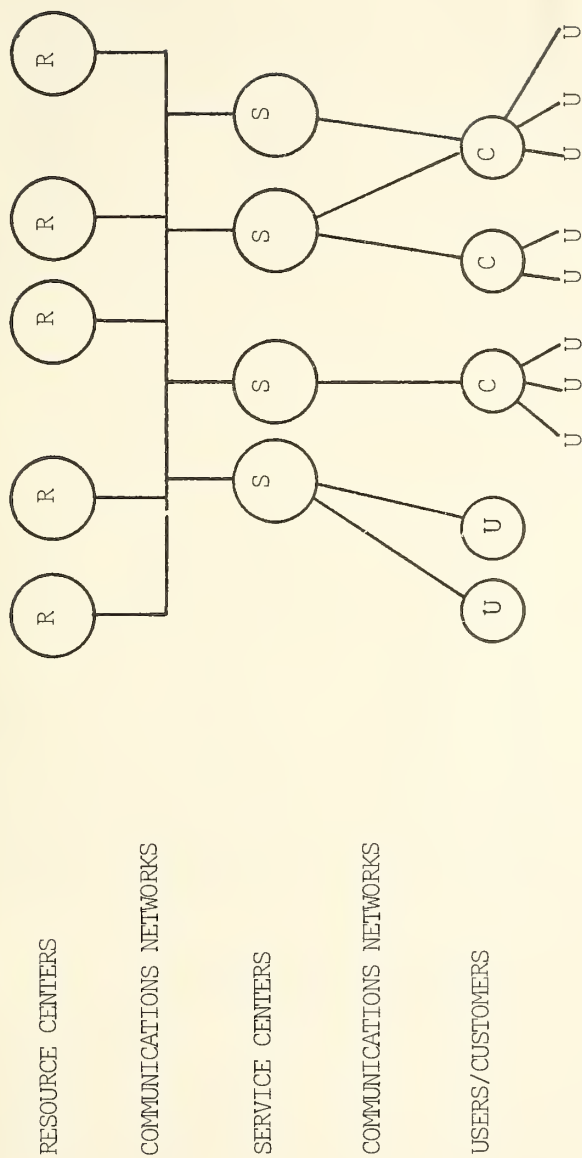 RESOURCE CENTERS R R R R R
COMMUNICATIONS NETWORKS
SERVICE CENTERS S S S S
COMMUNICATIONS NETWORKS
USERS/CUSTOMERS U U C C C
U U U U U U U U